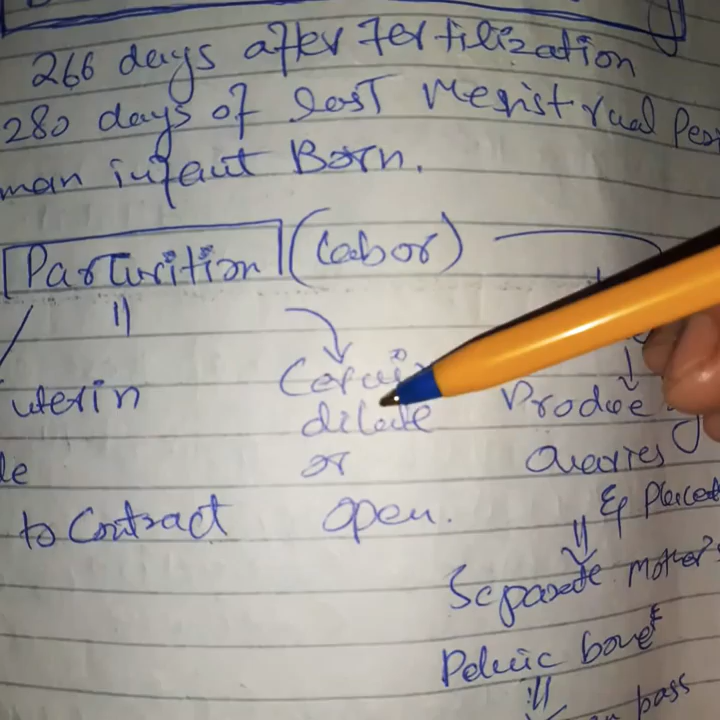 266 days after Fertilization
280 days of last Menstrual Per
man infant Born.
Parturition (Labor)
uterin
Cervix
dilate
Produce
le
or
Ovaries
to Contract
open.
& Placent
Separate mother's
Pelvic bone
pass